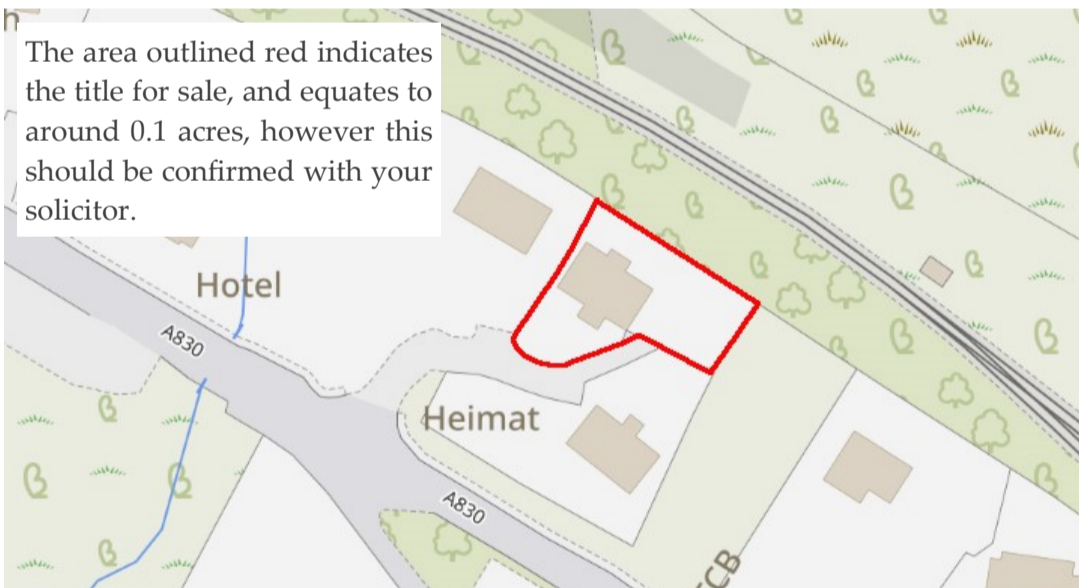 n
The area outlined red indicates
the title for sale, and equates to
around 0.1 acres, however this
should be confirmed with your
solicitor.
Hotel
A830
Heimat
A830
CB